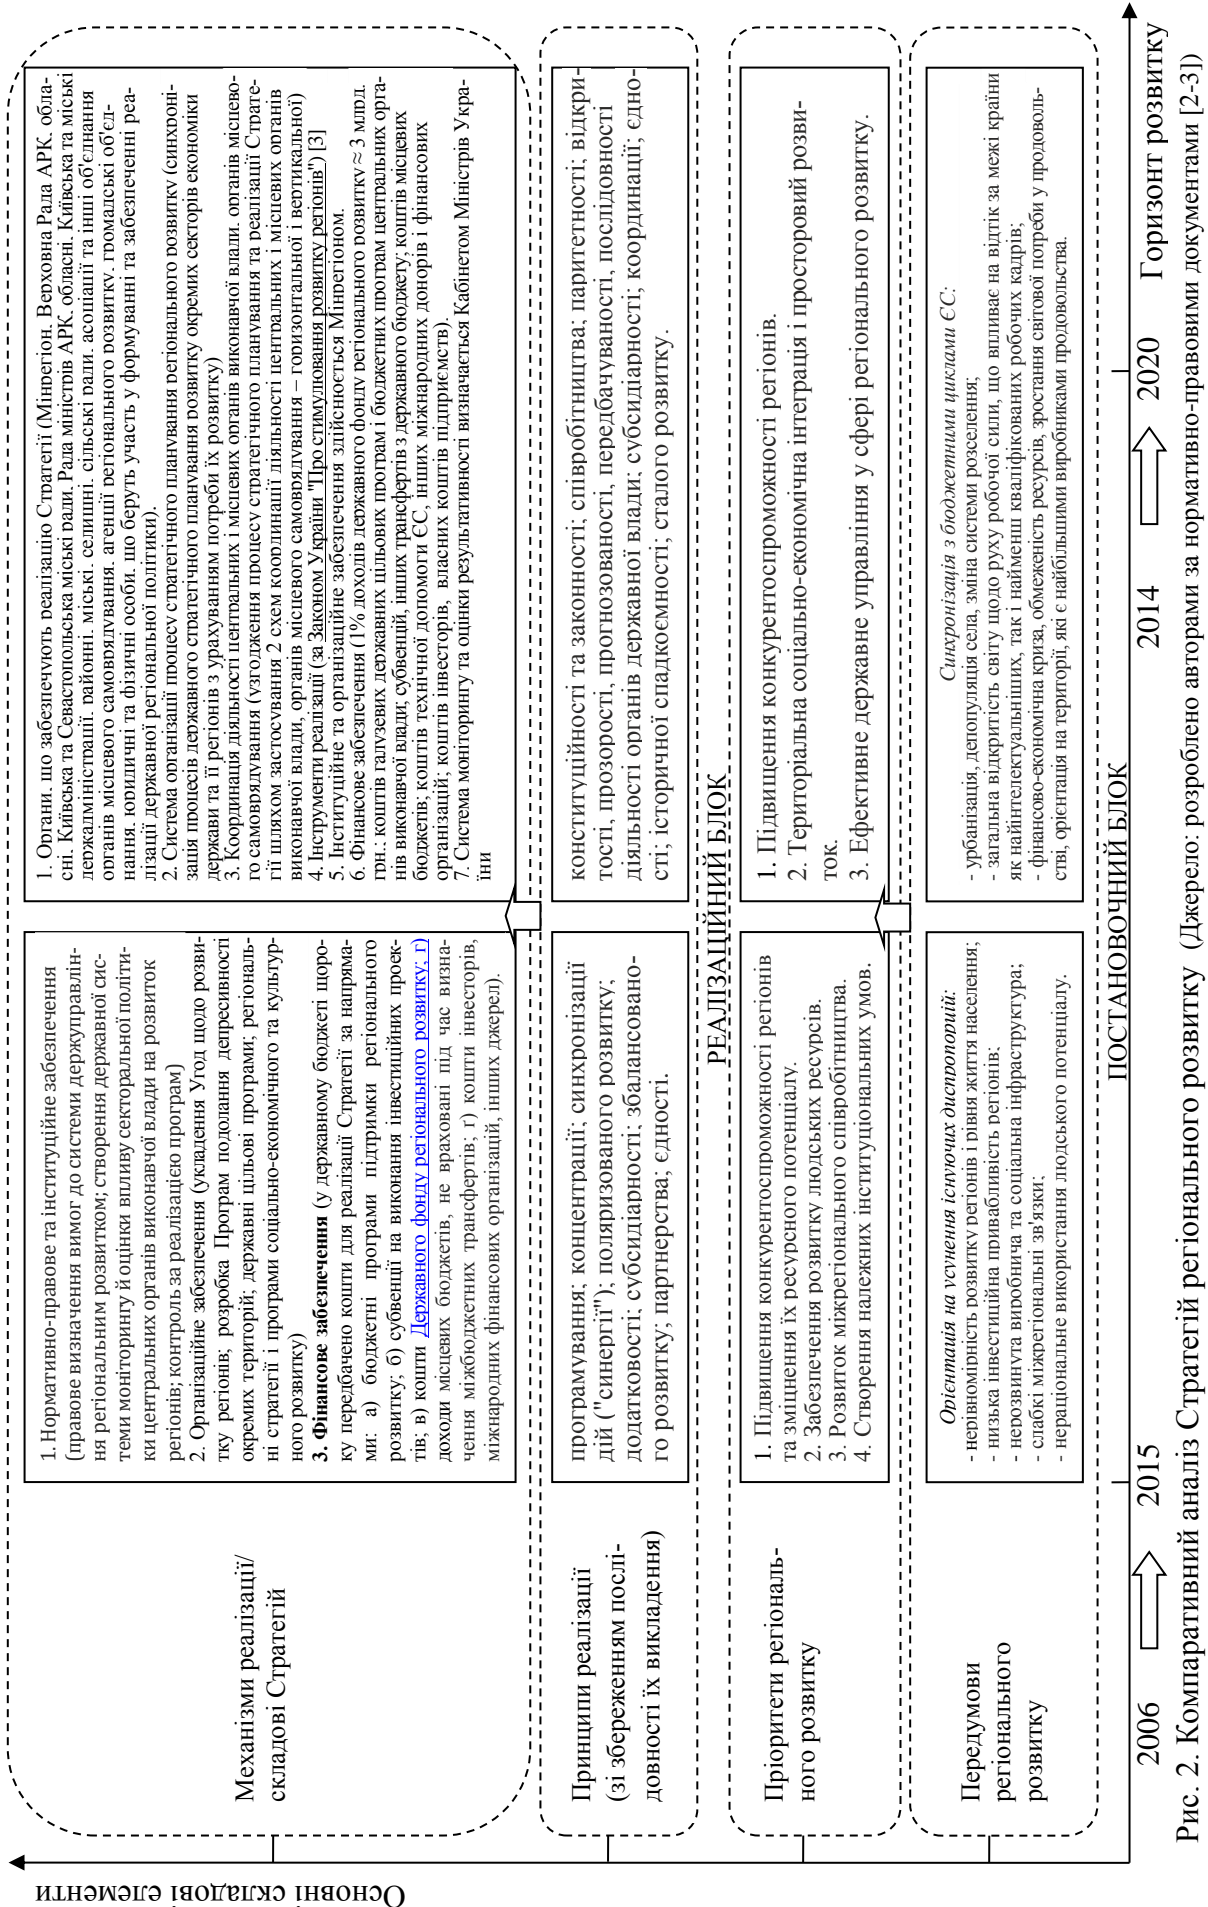 Основні складові елементи
Механізми реалізації/
складові Стратегій
1. Нормативно-правове та інституційне забезпечення
(правове визначення вимог до системи держуправлін-
ня регіональним розвитком; створення державної сис-
теми моніторингу й оцінки впливу секторальної політи-
ки центральних органів виконавчої влади на розвиток
регіонів; контроль за реалізацією програм)
2. Організаційне забезпечення (укладення Угод щодо розви-
тку регіонів; розробка Програм подолання депресивності
окремих територій; державні цільові програми; регіональ-
ні стратегії і програми соціально-економічного та культур-
ного розвитку)
3. Фінансове забезпечення (у державному бюджеті щоро-
ку передбачено кошти для реалізації Стратегії за напряма-
ми: а) бюджетні програми підтримки регіонального
розвитку; б) субвенції на виконання інвестиційних проек-
тів; в) кошти Державного фонду регіонального розвитку; г)
доходи місцевих бюджетів, не враховані під час визна-
чення міжбюджетних трансфертів; г) кошти інвесторів,
міжнародних фінансових організацій, інших джерел).
1. Органи, що забезпечують реалізацію Стратегії (Мінрегіон, Верховна Рада АРК, обла-
сні, Київська та Севастопольська міські ради, Рада міністрів АРК, обласні, Київська та міські
держадміністрації, районні, міські, селищні, сільські ради, асоціації та інші об'єднання
органів місцевого самоврядування, агенції регіонального розвитку, громадські об'єд-
нання, юридичні та фізичні особи, що беруть участь у формуванні та забезпеченні реа-
лізації державної регіональної політики).
2. Система організації процесу стратегічного планування регіонального розвитку (синхроні-
зація процесів державного стратегічного планування розвитку окремих секторів економіки
держави та її регіонів з урахуванням потреби їх розвитку)
3. Координація діяльності центральних і місцевих органів виконавчої влади, органів місцево-
го самоврядування (узгодження процесу стратегічного планування та реалізації Страте-
гії шляхом застосування 2 схем координації діяльності центральних і місцевих органів
виконавчої влади, органів місцевого самоврядування – горизонтальної і вертикальної)
4. Інструменти реалізації (за Законом України "Про стимулювання розвитку регіонів") [3]
5. Інституційне та організаційне забезпечення здійснюється Мінрегіоном.
6. Фінансове забезпечення (1% доходів державного фонду регіонального розвитку ≈ 3 млрд.
грн.; коштів галузевих державних цільових програм і бюджетних програм центральних орга-
нів виконавчої влади; субвенцій, інших трансфертів з державного бюджету; коштів місцевих
бюджетів; коштів технічної допомоги ЄС, інших міжнародних донорів і фінансових
організацій; коштів інвесторів, власних коштів підприємств).
7. Система моніторингу та оцінки результативності визначається Кабінетом Міністрів Укра-
їни
Принципи реалізації
(зі збереженням послі-
довності їх викладення)
програмування; концентрації; синхронізації
дій ("синергії"); поляризованого розвитку;
додатковості; субсидіарності; збалансовано-
го розвитку; партнерства; єдності.
конституційності та законності; співробітництва; паритетності; відкри-
тості, прозорості, прогнозованості, передбачуваності, послідовності
діяльності органів державної влади; субсидіарності; координації; єдно-
сті; історичної спадкоємності; сталого розвитку.
РЕАЛІЗАЦІЙНИЙ БЛОК
Пріоритети регіональ-
ного розвитку
1. Підвищення конкурентоспроможності регіонів
та зміцнення їх ресурсного потенціалу.
2. Забезпечення розвитку людських ресурсів.
3. Розвиток міжрегіонального співробітництва.
4. Створення належних інституціональних умов.
1. Підвищення конкурентоспроможності регіонів.
2. Територіальна соціально-економічна інтеграція і просторовий розви-
ток.
3. Ефективне державне управління у сфері регіонального розвитку.
Передумови
регіонального
розвитку
Орієнтація на усунення існуючих диспропорцій:
- нерівномірність розвитку регіонів і рівня життя населення;
- низька інвестиційна привабливість регіонів;
- нерозвинута виробнича та соціальна інфраструктура;
- слабкі міжрегіональні зв'язки;
- нераціональне використання людського потенціалу.
Синхронізація з бюджетними циклами ЄС:
- урбанізація, депопуляція села, зміна системи розселення;
- загальна відкритість світу щодо руху робочої сили, що впливає на відтік за межі країни
як найінтелектуальніших, так і найменш кваліфікованих робочих кадрів;
- фінансово-економічна криза, обмеженість ресурсів, зростання світової потреби у продоволь-
стві, орієнтація на території, які є найбільшими виробниками продовольства.
ПОСТАНОВОЧНИЙ БЛОК
2006
2015
2014
2020
Горизонт розвитку
Рис. 2. Компаративний аналіз Стратегій регіонального розвитку (Джерело: розроблено авторами за нормативно-правовими документами [2-3])